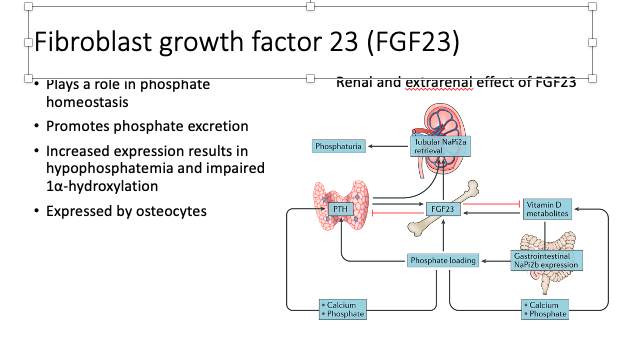 Fibroblast growth factor 23 (FGF23)
• Plays a role in phosphate
homeostasis
• Promotes phosphate excretion
• Increased expression results in
hypophosphatemia and impaired
1α-hydroxylation
• Expressed by osteocytes
Renal and extrarenal effect of FGF23
Phosphaturia
Tubular NaPi2a
retrieval
PTH
FGF23
Vitamin D
metabolites
Phosphate loading
Gastrointestinal
NaPi2b expression
• Calcium
• Phosphate
• Calcium
• Phosphate